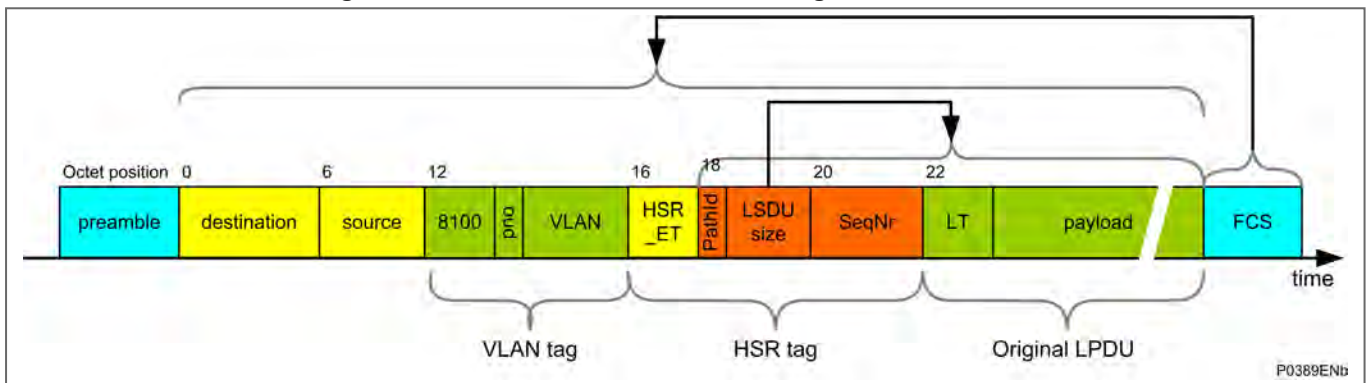 Octet position 0 6 12 16 18 20 22
preamble destination source 8100 prio VLAN HSR _ET PathId LSDU size SeqNr LT payload FCS
time
VLAN tag HSR tag Original LPDU
P0389ENb